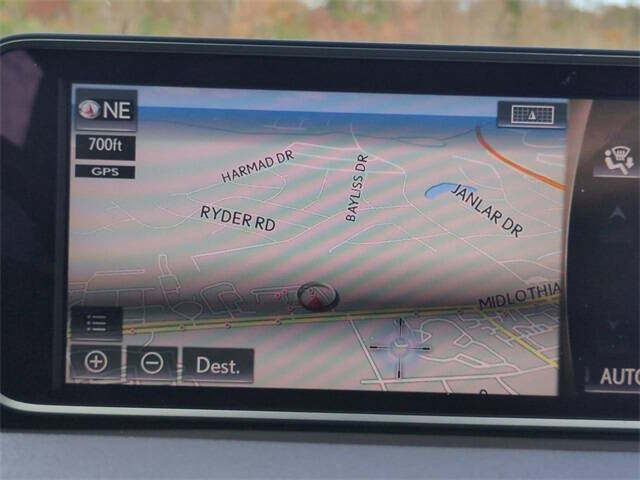 NE
700ft
GPS
HARMAD DR
BAYLISS DR
JANLAR DR
RYDER RD
MIDLOTHIA
Dest.
AUTO